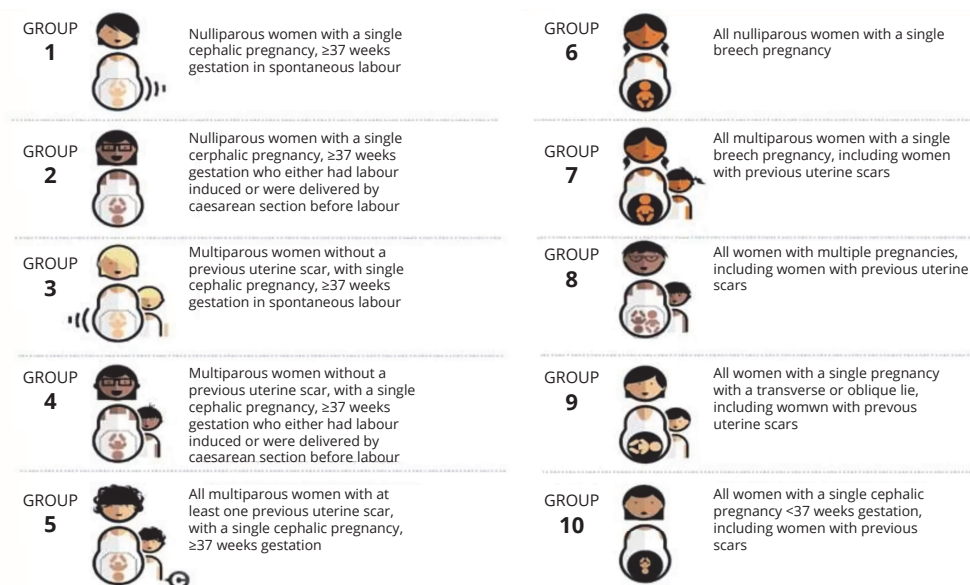 GROUP
1
Nulliparous women with a single
cephalic pregnancy, ≥37 weeks
gestation in spontaneous labour
GROUP
2
Nulliparous women with a single
cerphalic pregnancy, ≥37 weeks
gestation who either had labour
induced or were delivered by
caesarean section before labour
GROUP
3
Multiparous women without a
previous uterine scar, with single
cephalic pregnancy, ≥37 weeks
gestation in spontaneous labour
GROUP
4
Multiparous women without a
previous uterine scar, with a single
cephalic pregnancy, ≥37 weeks
gestation who either had labour
induced or were delivered by
caesarean section before labour
GROUP
5
All multiparous women with at
least one previous uterine scar,
with a single cephalic pregnancy,
≥37 weeks gestation
C
GROUP
6
All nulliparous women with a single
breech pregnancy
GROUP
7
All multiparous women with a single
breech pregnancy, including women
with previous uterine scars
GROUP
8
All women with multiple pregnancies,
including women with previous uterine
scars
GROUP
9
All women with a single pregnancy
with a transverse or oblique lie,
including womwn with prevous
uterine scars
GROUP
10
All women with a single cephalic
pregnancy <37 weeks gestation,
including women with previous
scars